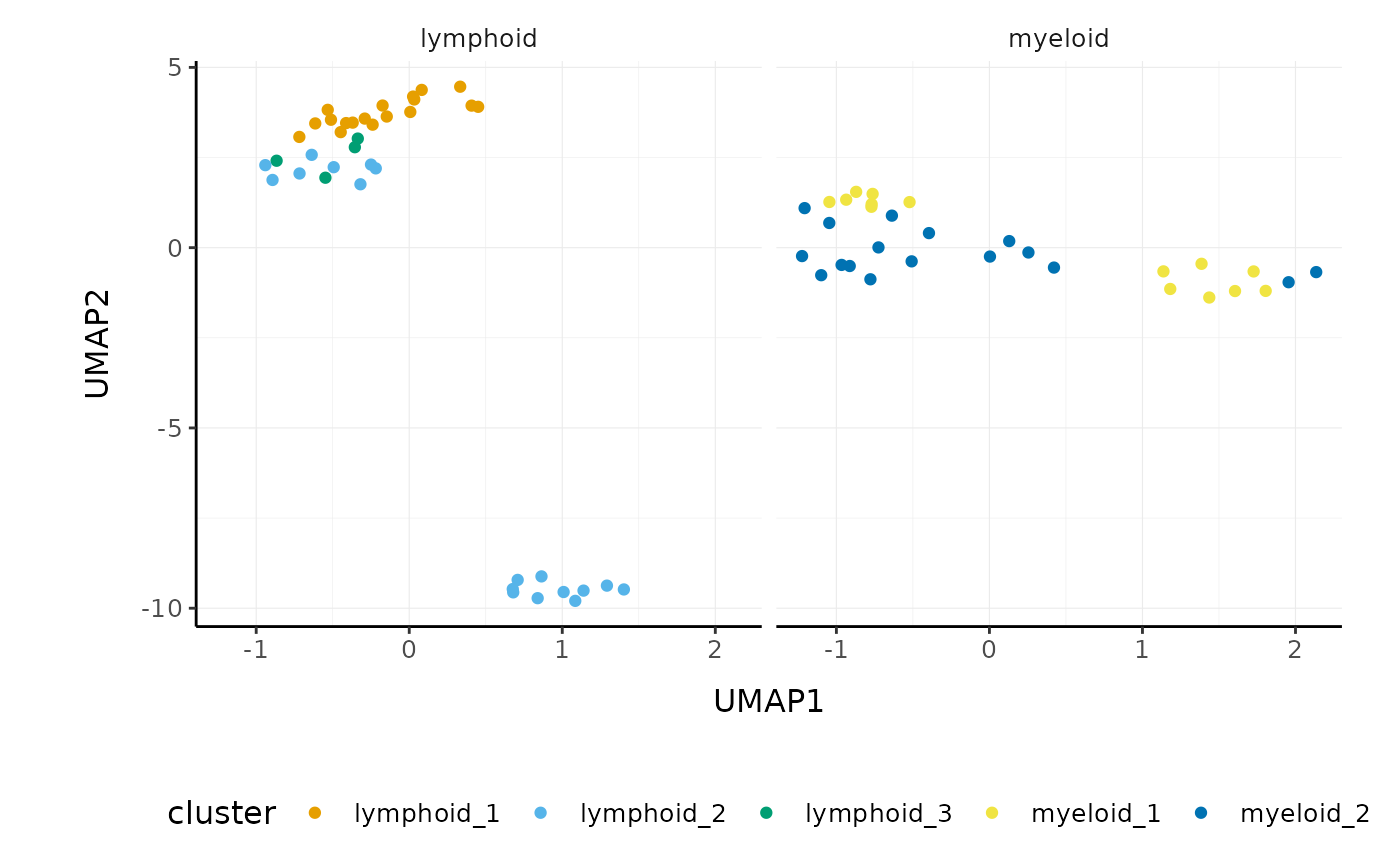 lymphoid myeloid
5
0
-5
-10
UMAP2
-1 0 1 2 -1 0 1 2
UMAP1
cluster lymphoid_1 lymphoid_2 lymphoid_3 myeloid_1 myeloid_2